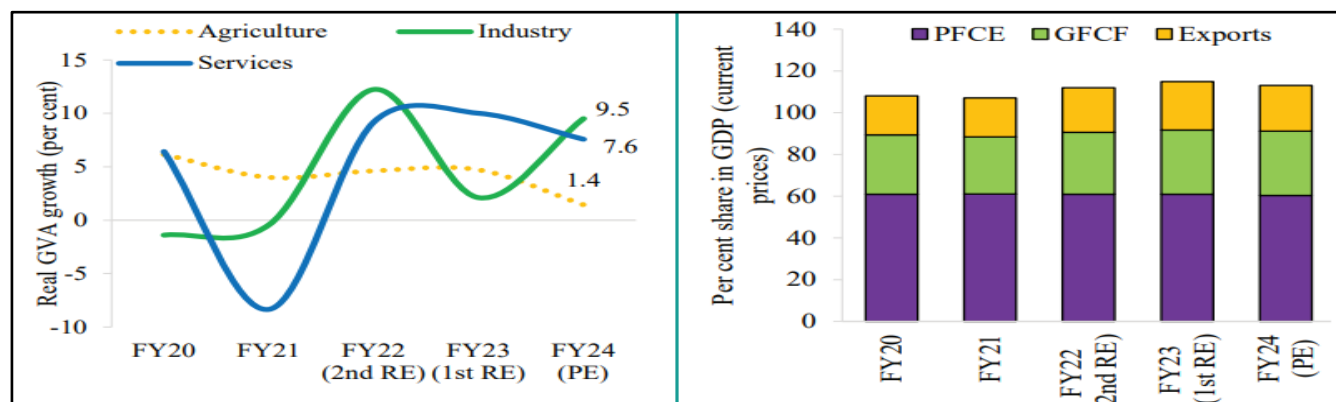 Agriculture Industry
Services
Real GVA growth (per cent)
15
10
5
0
-5
-10
9.5
7.6
1.4
FY20 FY21 FY22 FY23 FY24
(2nd RE) (1st RE) (PE)
PFCE GFCF Exports
Per cent share in GDP (current
prices)
140
120
100
80
60
40
20
0
FY20
FY21
FY22
2nd RE)
FY23
(1st RE)
FY24
(PE)